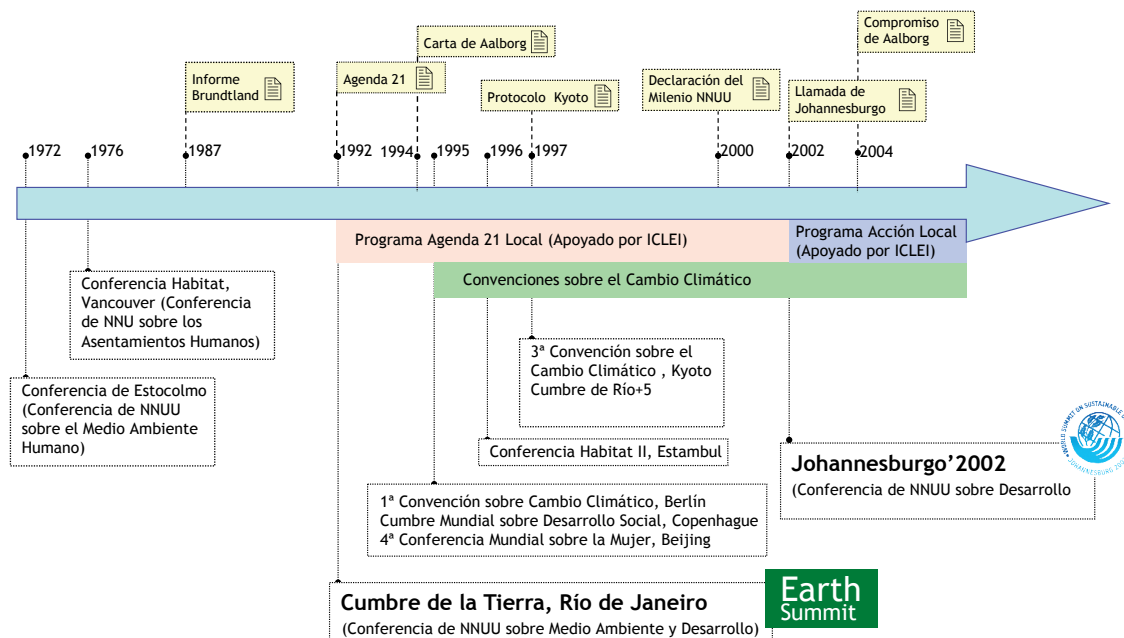 Compromiso
de Aalborg
Carta de Aalborg
Informe
Brundtland
Agenda 21
Protocolo Kyoto
Declaración del
Milenio NNUU
Llamada de
Johannesburgo
1972
1976
1987
1992
1994
1995
1996
1997
2000
2002
2004
Programa Agenda 21 Local (Apoyado por ICLEI)
Programa Acción Local
(Apoyado por ICLEI)
Convenciones sobre el Cambio Climático
Conferencia Habitat,
Vancouver (Conferencia
de NNU sobre los
Asentamientos Humanos)
3ª Convención sobre el
Cambio Climático , Kyoto
Cumbre de Río+5
Conferencia de Estocolmo
(Conferencia de NNUU
sobre el Medio Ambiente
Humano)
Conferencia Habitat II, Estambul
Johannesburgo’2002
(Conferencia de NNUU sobre Desarrollo
WORLD SUMMIT ON SUSTAINABLE
JOHANNESBURG
1ª Convención sobre Cambio Climático, Berlín
Cumbre Mundial sobre Desarrollo Social, Copenhague
4ª Conferencia Mundial sobre la Mujer, Beijing
Earth
Summit
Cumbre de la Tierra, Río de Janeiro
(Conferencia de NNUU sobre Medio Ambiente y Desarrollo)